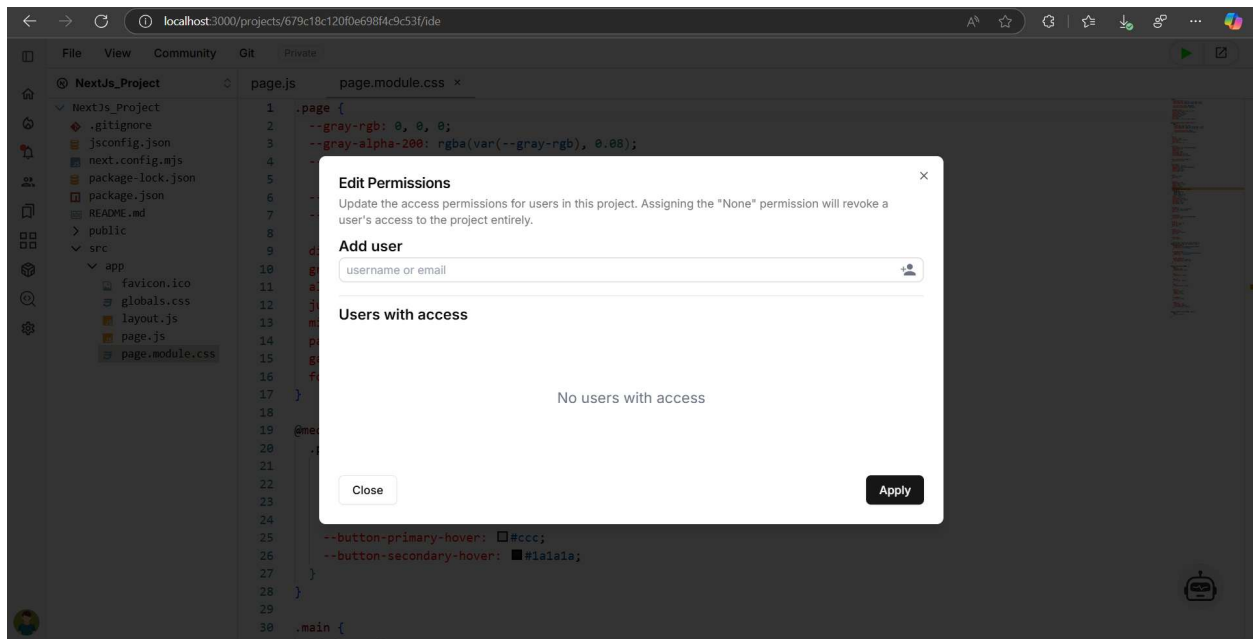 localhost:3000/projects/679c18c120f0e698f4c9c53f/ide
File View Community Git Private
NextJs_Project
page.js page.module.css ×
NextJs_Project
.gitignore
jsconfig.json
next.config.mjs
package-lock.json
package.json
README.md
public
src
app
favicon.ico
globals.css
layout.js
page.js
page.module.css
1 .page {
2 --gray-rgb: 0, 0, 0;
3 --gray-alpha-200: rgba(var(--gray-rgb), 0.08);
4 --
5
6 --
7 --
8
9
10
11
12
13
14
15
16
17 }
18
19
20
21
22
23
24
25 --button-primary-hover: #ccc;
26 --button-secondary-hover: #1a1a1a;
27 }
28 }
29
30 .main {
Edit Permissions
Update the access permissions for users in this project. Assigning the "None" permission will revoke a
user's access to the project entirely.
Add user
username or email
Users with access
No users with access
Close Apply